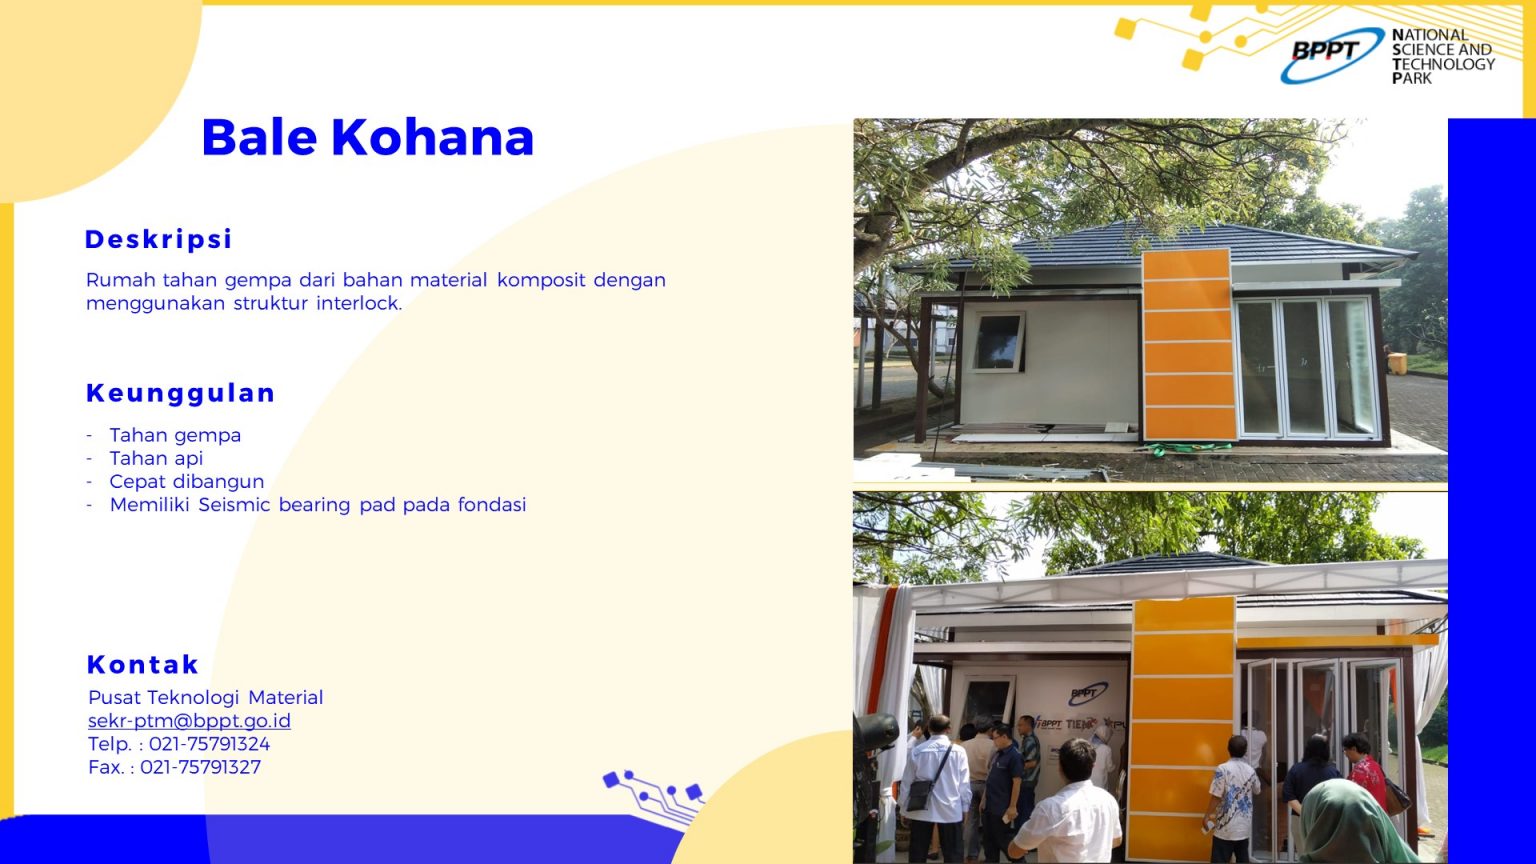 BPPT
NATIONAL
SCIENCE AND
TECHNOLOGY
PARK
Bale Kohana
Deskripsi
Rumah tahan gempa dari bahan material komposit dengan
menggunakan struktur interlock.
Keunggulan
- Tahan gempa
- Tahan api
- Cepat dibangun
- Memiliki Seismic bearing pad pada fondasi
Kontak
Pusat Teknologi Material
sekr-ptm@bppt.go.id
Telp. : 021-75791324
Fax. : 021-75791327
BPPT
BPPT